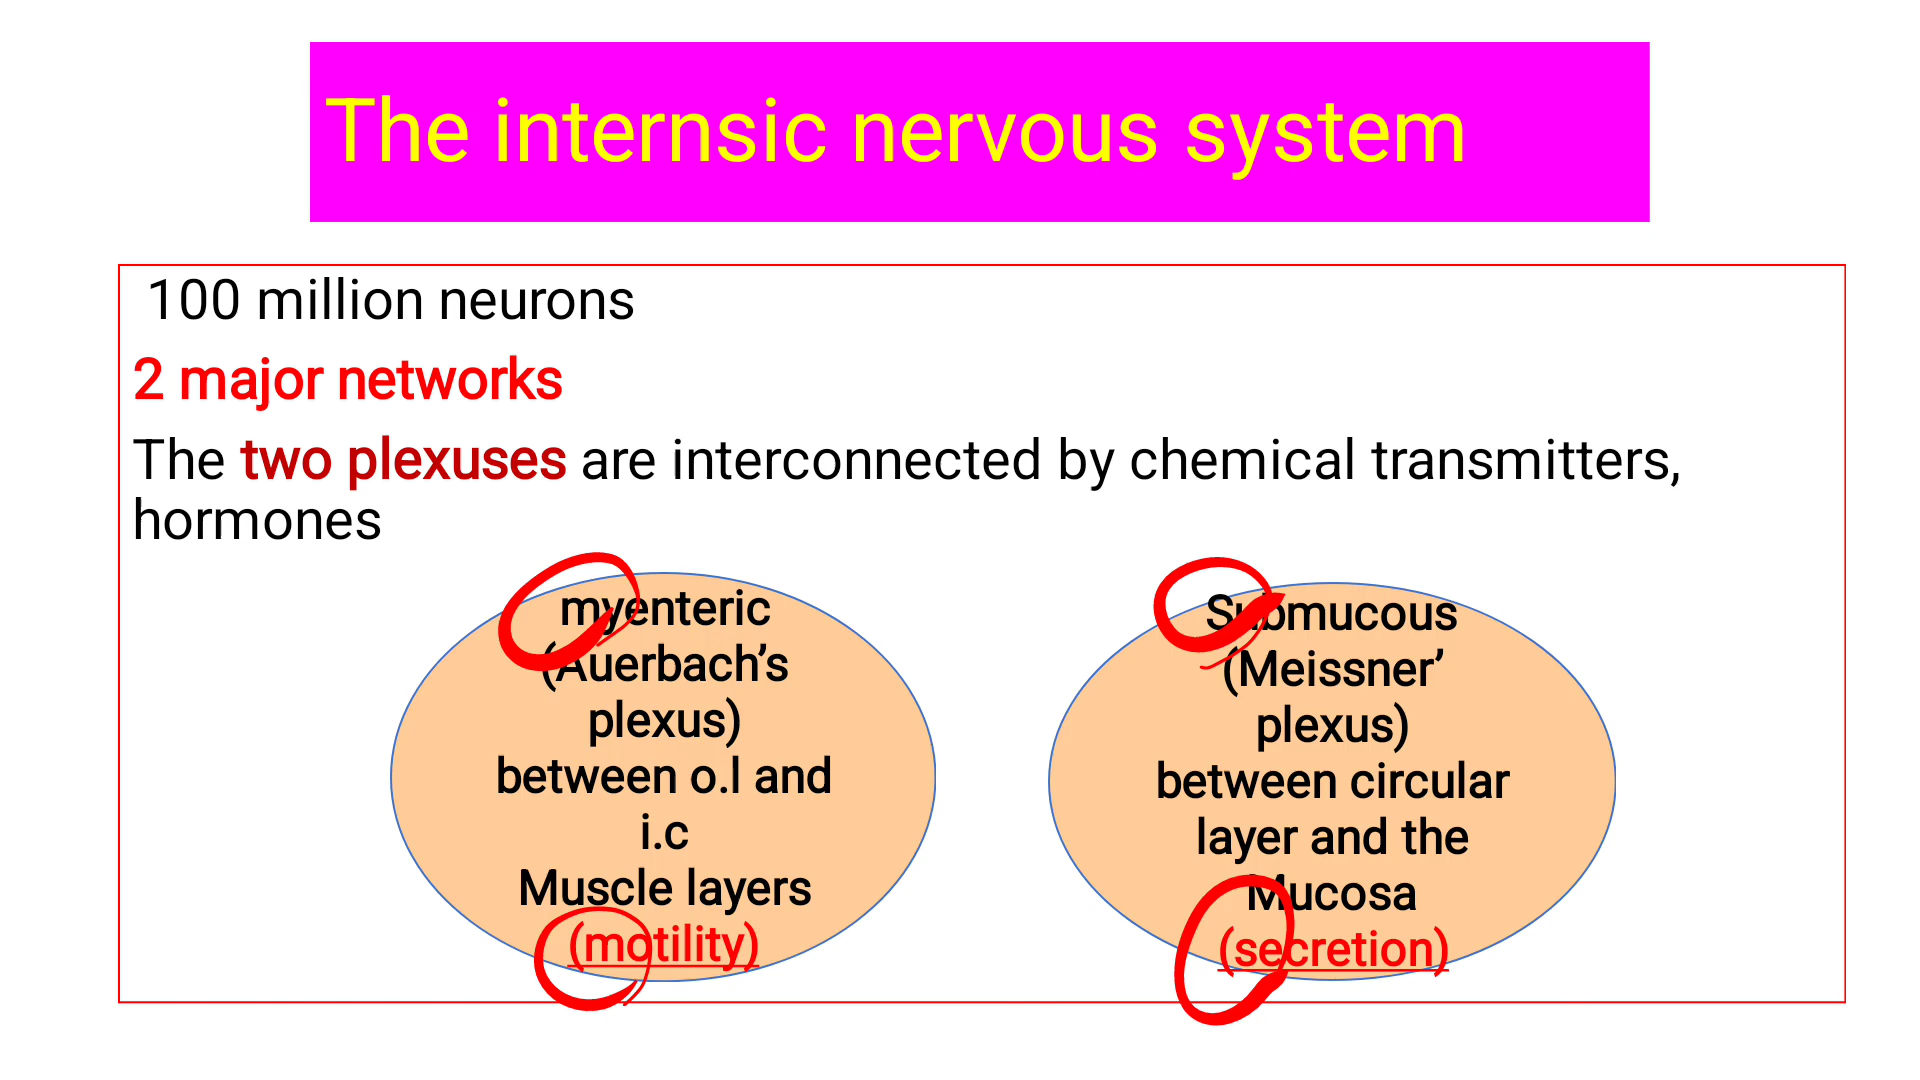 The internsic nervous system
100 million neurons
2 major networks
The two plexuses are interconnected by chemical transmitters,
hormones
myenteric
(Auerbach’s
plexus)
between o.l and
i.c
Muscle layers
(motility)
Submucous
(Meissner’
plexus)
between circular
layer and the
Mucosa
(secretion)